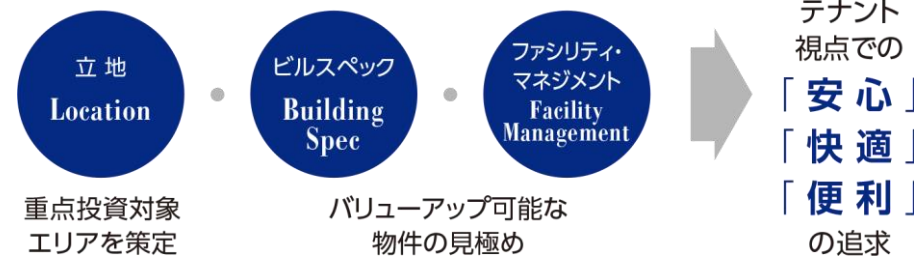 立地
Location
ビルスペック
Building
Spec
ファシリティ・
マネジメント
Facility
Management
重点投資対象
エリアを策定
バリューアップ可能な
物件の見極め
テナント
視点での
「安心」
「快適」
「便利」
の追求